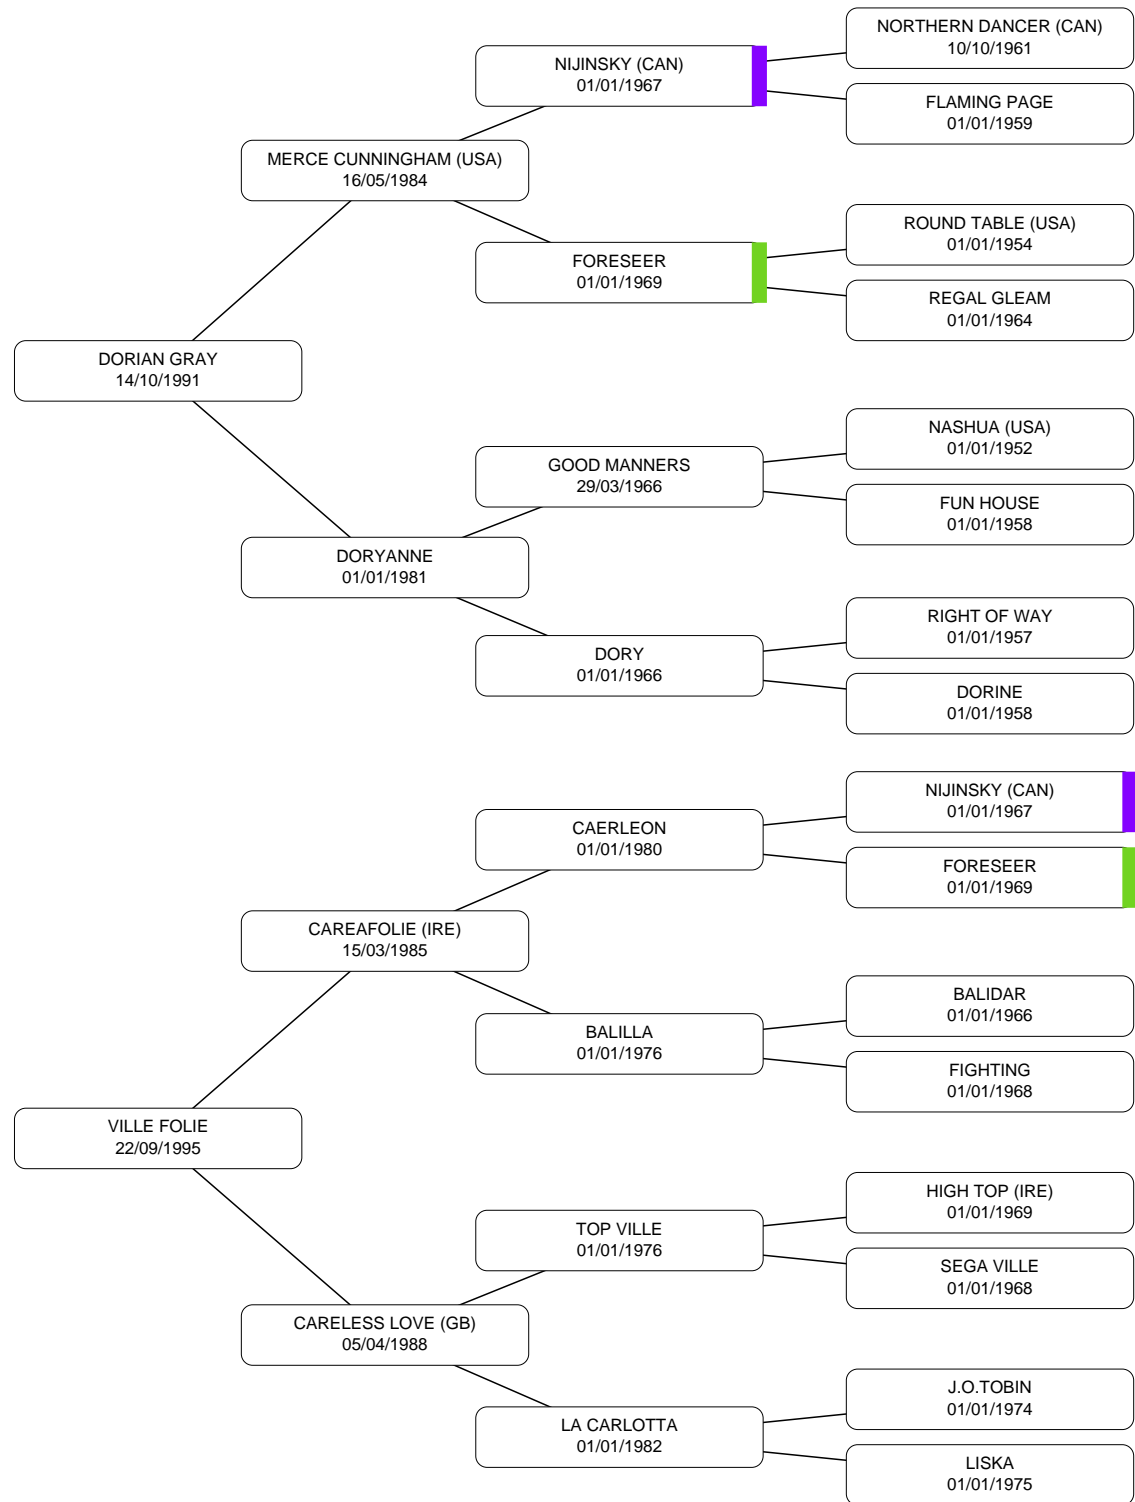 NORTHERN DANCER (CAN)
10/10/1961
NIJINSKY (CAN)
01/01/1967
FLAMING PAGE
01/01/1959
MERCE CUNNINGHAM (USA)
16/05/1984
ROUND TABLE (USA)
01/01/1954
FORESEER
01/01/1969
REGAL GLEAM
01/01/1964
DORIAN GRAY
14/10/1991
NASHUA (USA)
01/01/1952
GOOD MANNERS
29/03/1966
FUN HOUSE
01/01/1958
DORYANNE
01/01/1981
RIGHT OF WAY
01/01/1957
DORY
01/01/1966
DORINE
01/01/1958
NIJINSKY (CAN)
01/01/1967
CAERLEON
01/01/1980
FORESEER
01/01/1969
CAREAFOLIE (IRE)
15/03/1985
BALIDAR
01/01/1966
BALILLA
01/01/1976
FIGHTING
01/01/1968
VILLE FOLIE
22/09/1995
HIGH TOP (IRE)
01/01/1969
TOP VILLE
01/01/1976
SEGA VILLE
01/01/1968
CARELESS LOVE (GB)
05/04/1988
J.O.TOBIN
01/01/1974
LA CARLOTTA
01/01/1982
LISKA
01/01/1975